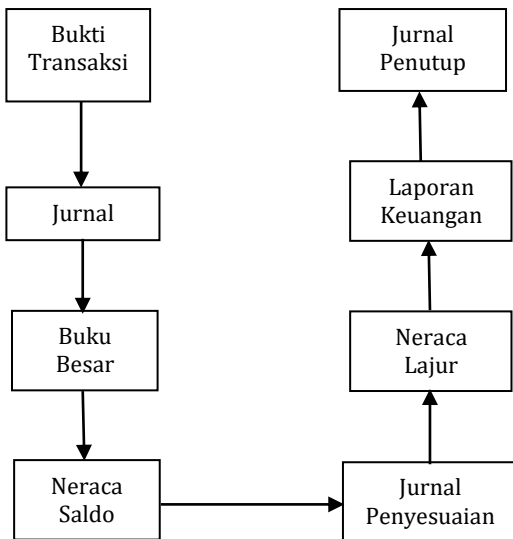 Bukti
Transaksi
Jurnal
Buku
Besar
Neraca
Saldo
Jurnal
Penyesuaian
Neraca
Lajur
Laporan
Keuangan
Jurnal
Penutup